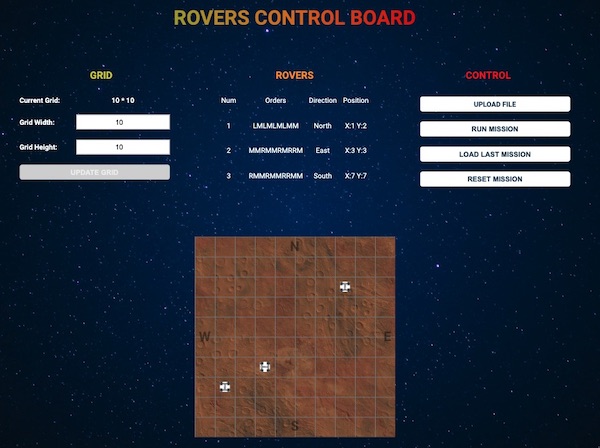 ROVERS CONTROL BOARD
GRID
Current Grid: 10 * 10
Grid Width: 10
Grid Height: 10
UPDATE GRID
ROVERS
Num Orders Direction Position
1 LMLMLMLMM North X:1 Y:2
2 MMRMMRMRRM East X:3 Y:3
3 RMMRMMRRMM South X:7 Y:7
CONTROL
UPLOAD FILE
RUN MISSION
LOAD LAST MISSION
RESET MISSION
N
W E
S